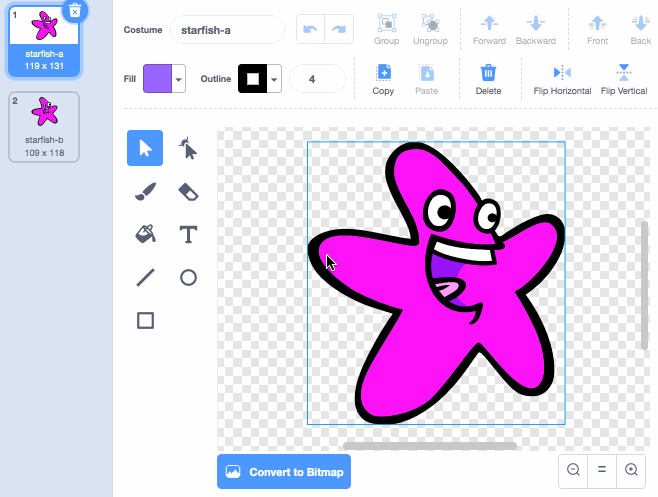 1
starfish-a
119 x 131
2
starfish-b
109 x 118
Costume
starfish-a
Group
Ungroup
Forward
Backward
Front
Back
Fill
Outline
4
Copy
Paste
Delete
Flip Horizontal
Flip Vertical
T
Convert to Bitmap